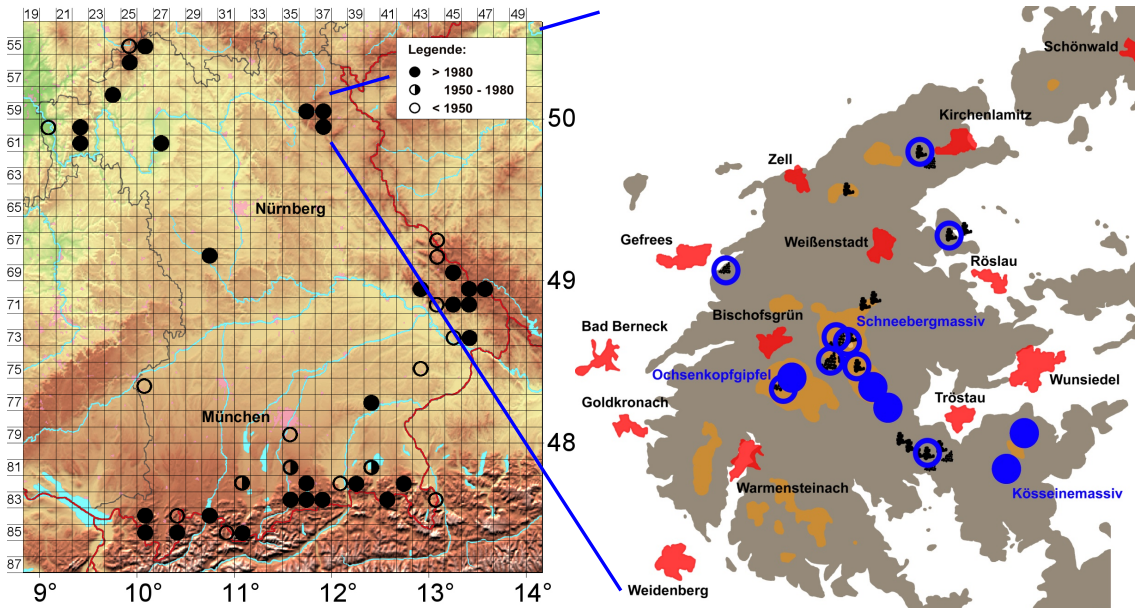 19 21 23 25 27 29 31 33 35 37 39 41 43 45 47 49
55
57
59
61
63
65
67
69
71
73
75
77
79
81
83
85
87
Legende:
> 1980
1950 - 1980
< 1950
Nürnberg
München
50
49
48
9° 10° 11° 12° 13° 14°
Schönwald
Kirchenlamitz
Zell
Gefrees
Weißenstadt
Röslau
Bischofsgrün
Schneebergmassiv
Bad Berneck
Ochsenkopfgipfel
Wunsiedel
Goldkronach
Tröstau
Warmensteinach
Kösseinemassiv
Weidenberg